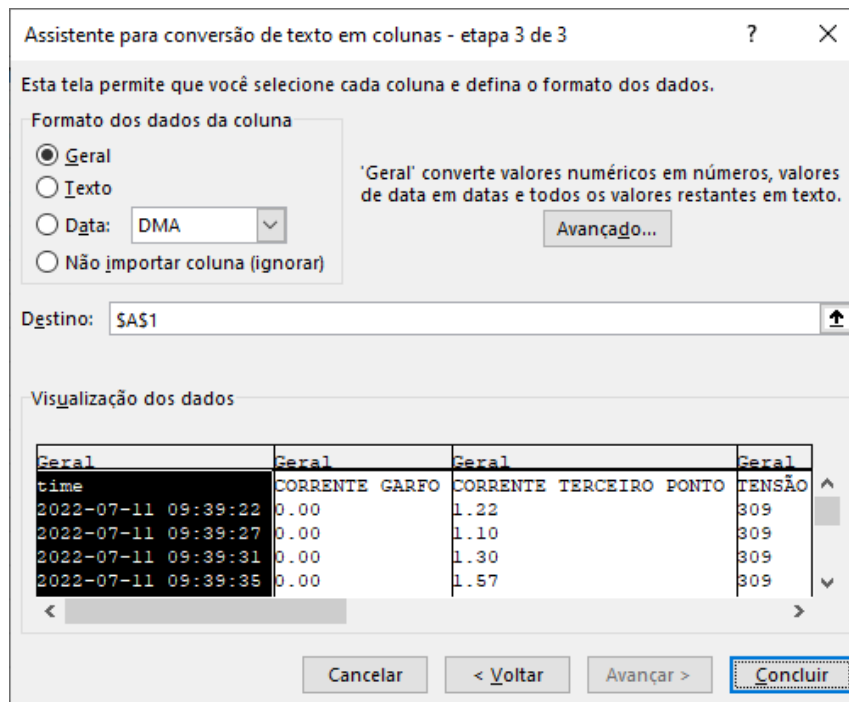 Assistente para conversão de texto em colunas - etapa 3 de 3 ?
Esta tela permite que você selecione cada coluna e defina o formato dos dados.
Formato dos dados da coluna
Geral
Texto
Data: DMA
Não importar coluna (ignorar)
'Geral' converte valores numéricos em números, valores
de data em datas e todos os valores restantes em texto.
Avançado...
Destino: $A$1
Visualização dos dados
Geral Geral Geral Geral
time CORRENTE GARFO CORRENTE TERCEIRO PONTO TENSÃO
2022-07-11 09:39:22 0.00 1.22 309
2022-07-11 09:39:27 0.00 1.10 309
2022-07-11 09:39:31 0.00 1.30 309
2022-07-11 09:39:35 0.00 1.57 309
Cancelar < Voltar Avançar > Concluir